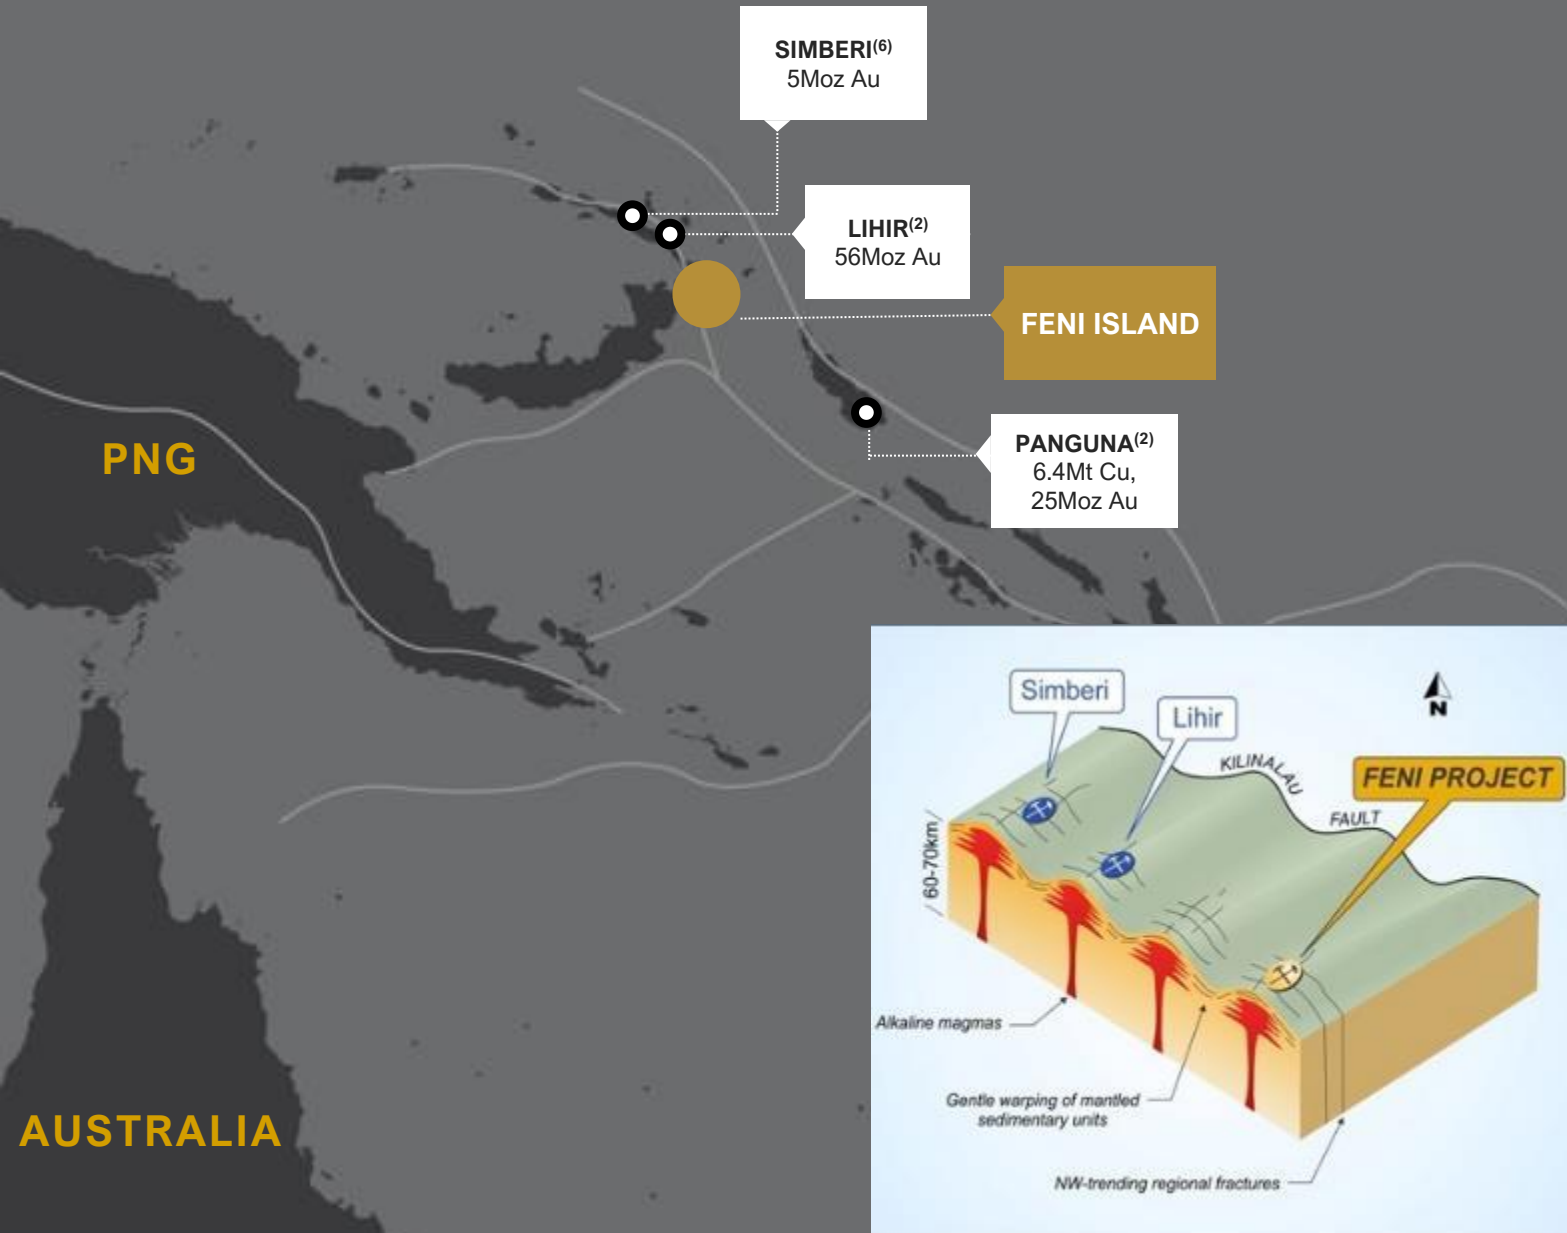 SIMBERI(6)
5Moz Au
LIHIR(2)
56Moz Au
FENI ISLAND
PANGUNA(2)
6.4Mt Cu,
25Moz Au
PNG
AUSTRALIA
Simberi
Lihir
N
KILINALAU
FAULT
FENI PROJECT
60-70km
Alkaline magmas
Gentle warping of mantled
sedimentary units
NW-trending regional fractures